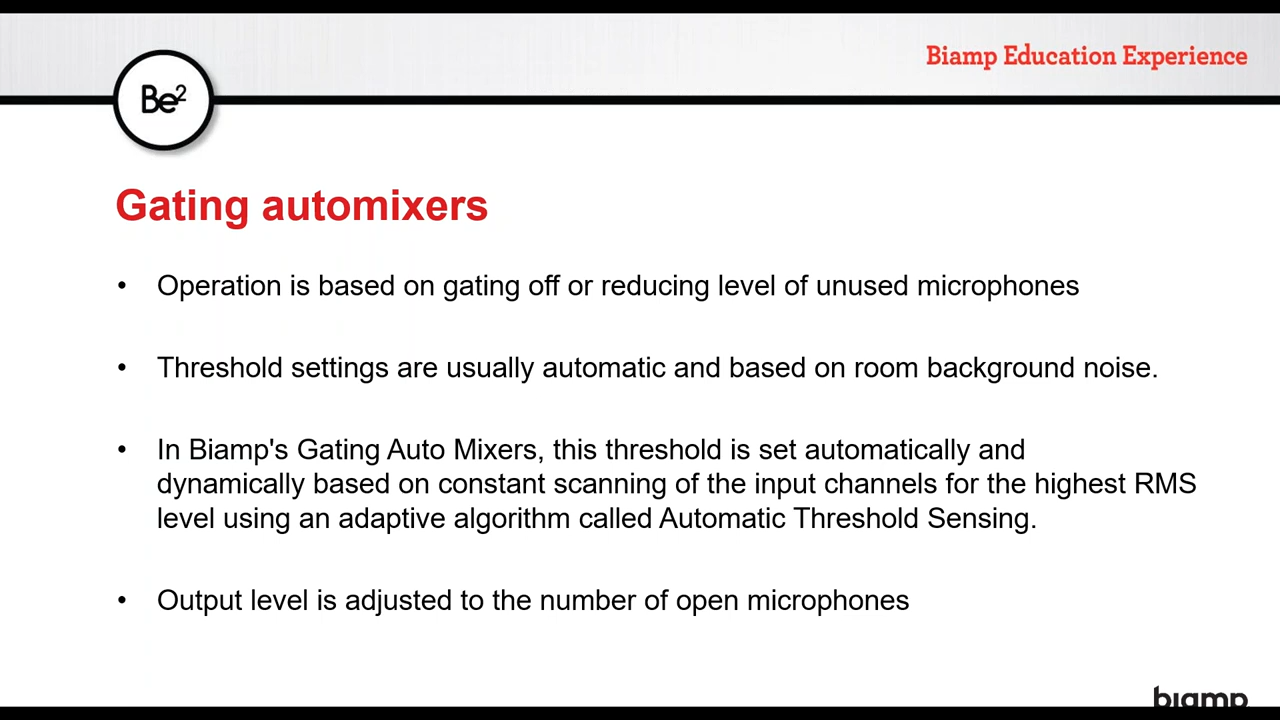 Biamp Education Experience
Be²
Gating automixers
• Operation is based on gating off or reducing level of unused microphones
• Threshold settings are usually automatic and based on room background noise.
• In Biamp's Gating Auto Mixers, this threshold is set automatically and
dynamically based on constant scanning of the input channels for the highest RMS
level using an adaptive algorithm called Automatic Threshold Sensing.
• Output level is adjusted to the number of open microphones
biamp